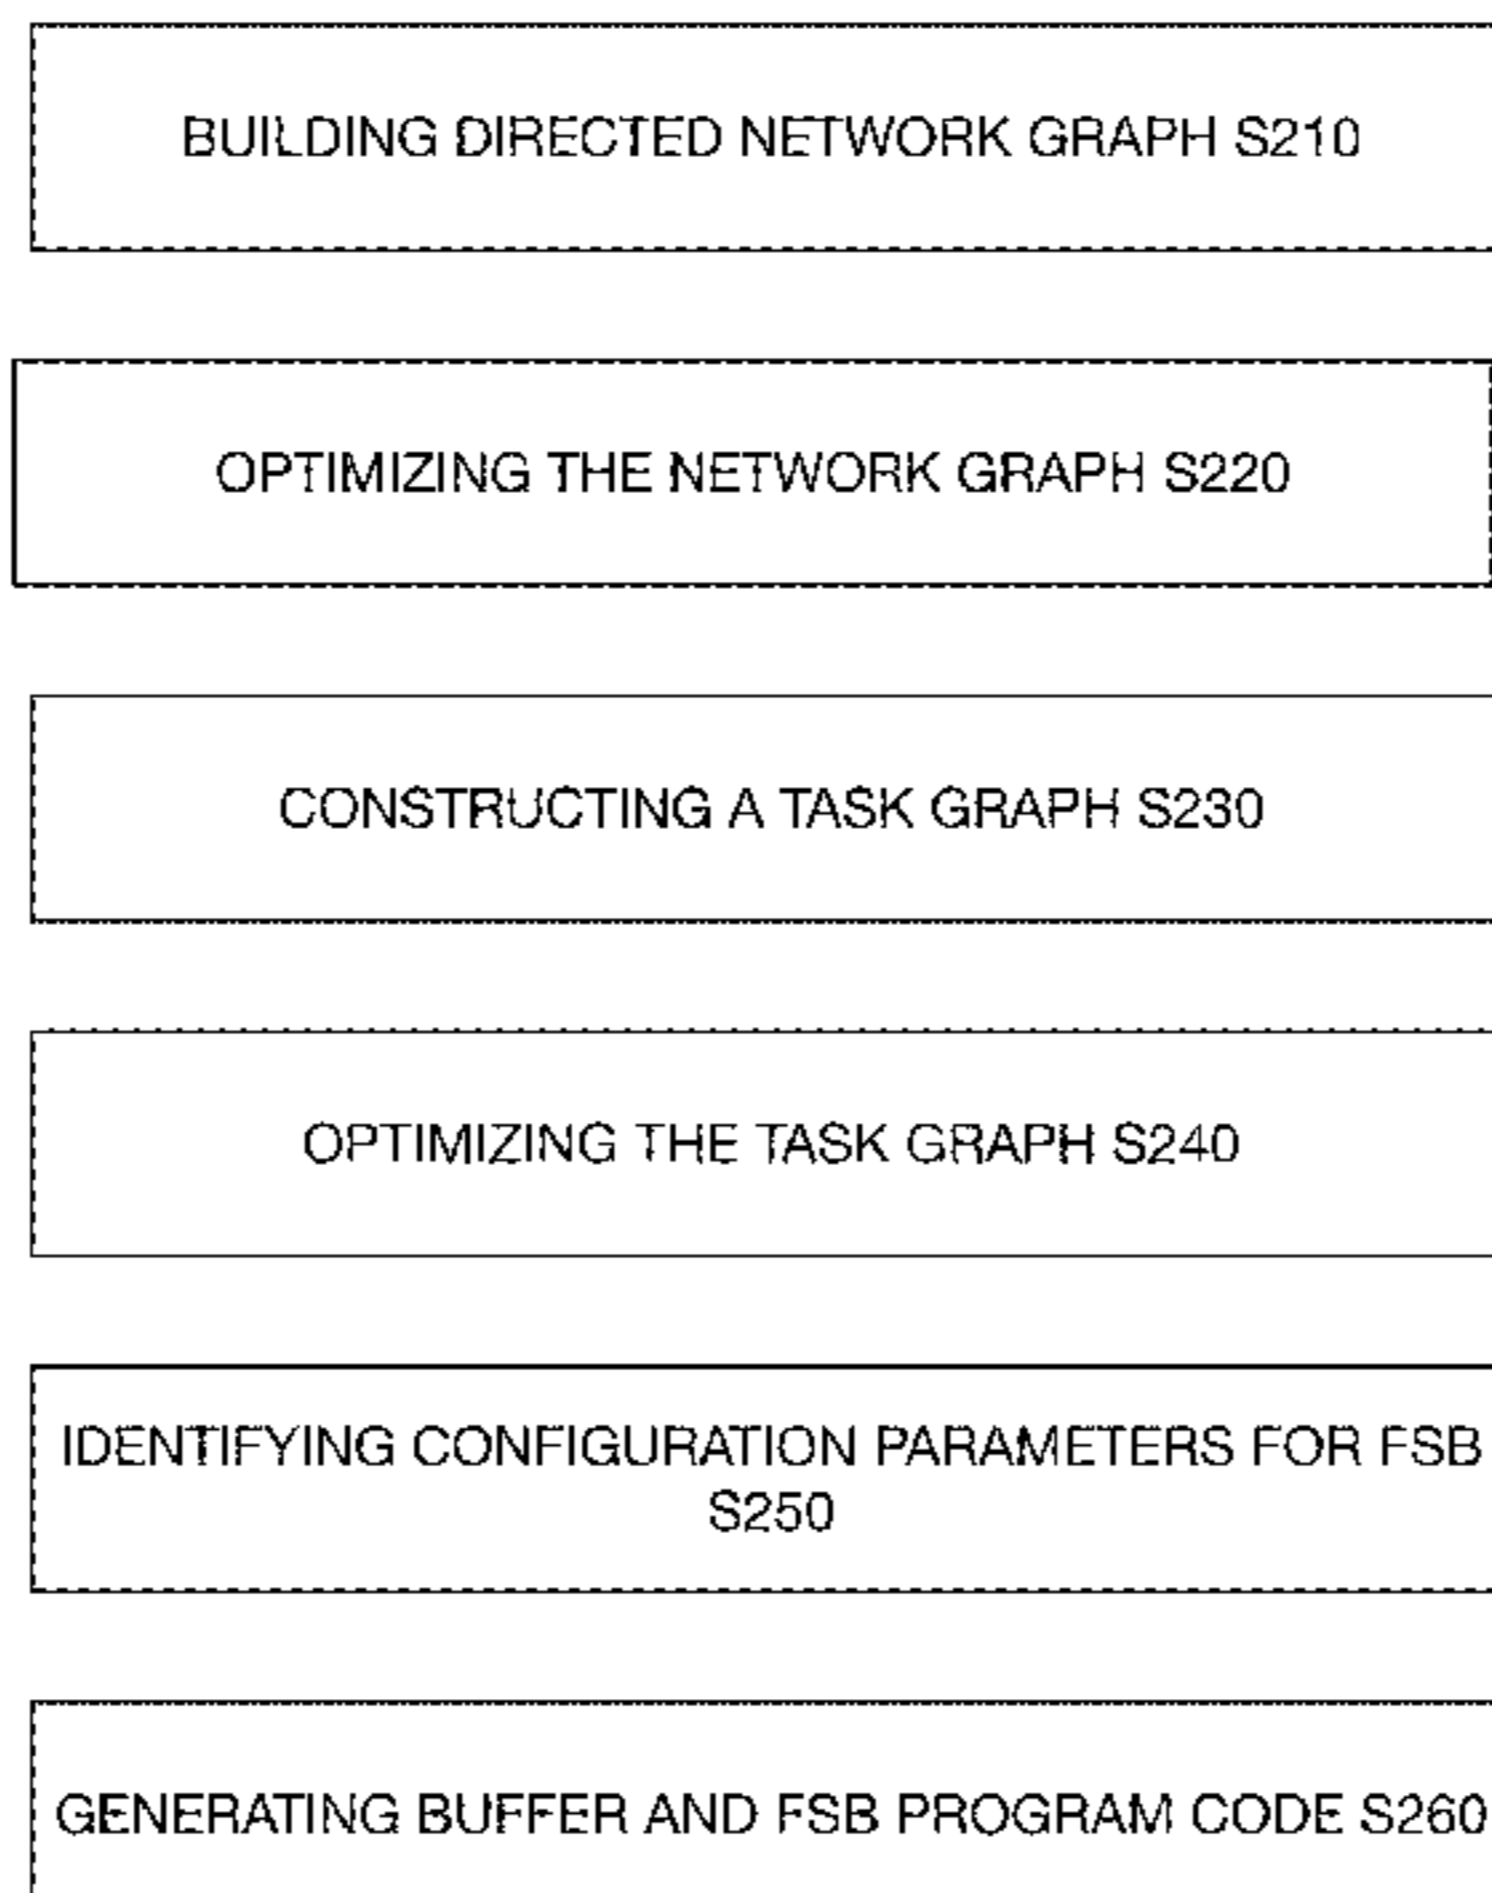 BUILDING DIRECTED NETWORK GRAPH S210
OPTIMIZING THE NETWORK GRAPH S220
CONSTRUCTING A TASK GRAPH S230
OPTIMIZING THE TASK GRAPH S240
IDENTIFYING CONFIGURATION PARAMETERS FOR FSB
S250
GENERATING BUFFER AND FSB PROGRAM CODE S260